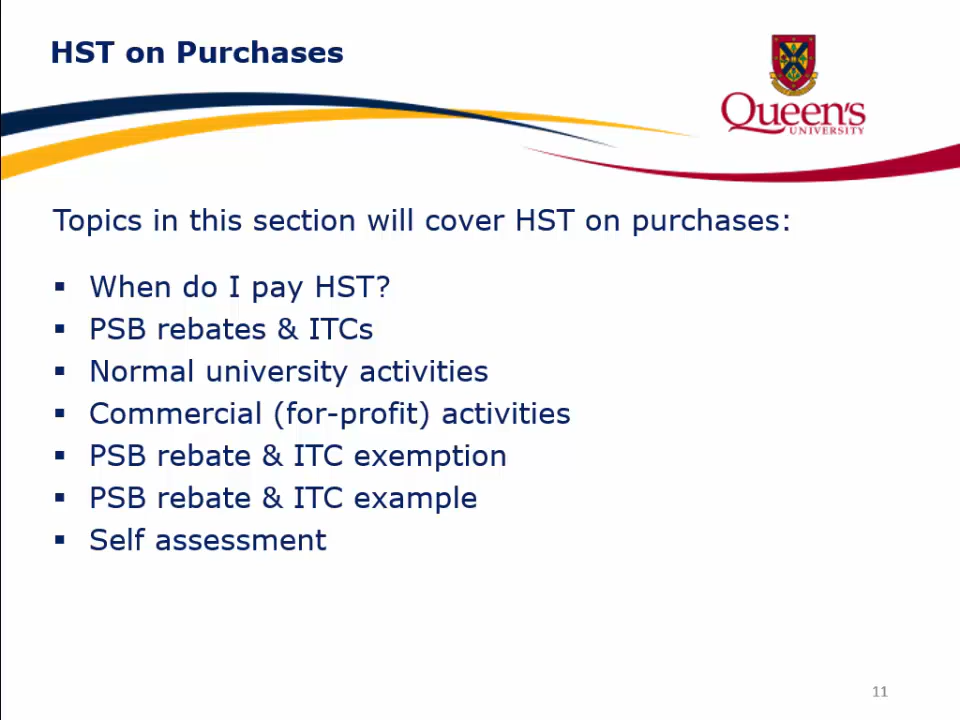 HST on Purchases
Queen's
UNIVERSITY
Topics in this section will cover HST on purchases:
▪ When do I pay HST?
▪ PSB rebates & ITCs
▪ Normal university activities
▪ Commercial (for-profit) activities
▪ PSB rebate & ITC exemption
▪ PSB rebate & ITC example
▪ Self assessment
11